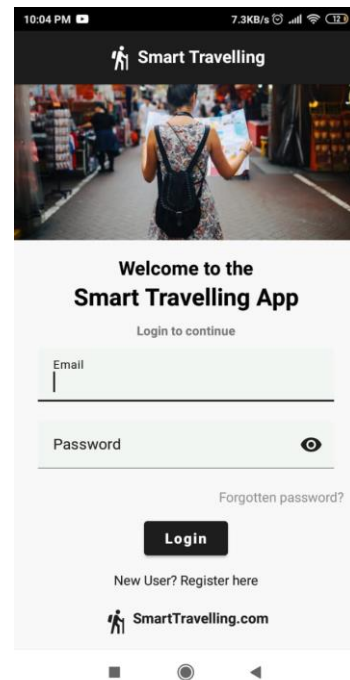 10:04 PM 7.3KB/s 12
Smart Travelling
Welcome to the
Smart Travelling App
Login to continue
Email
Password
Forgotten password?
Login
New User? Register here
SmartTravelling.com